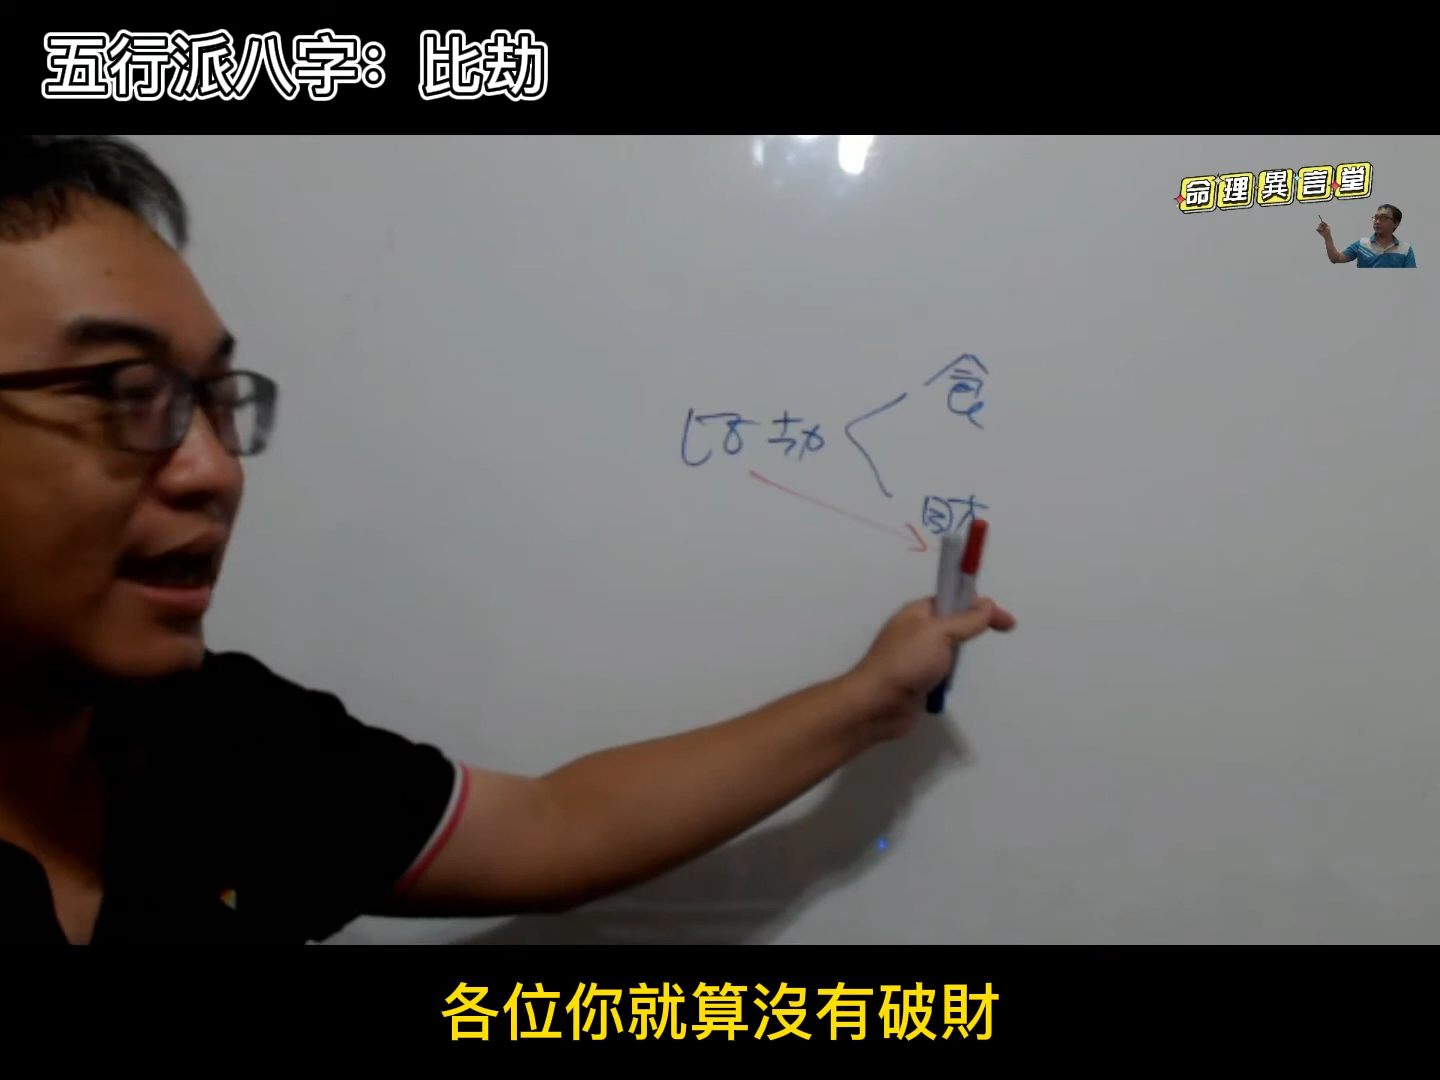 五行派八字：比劫
命理異言堂
食
比劫
財
各位你就算沒有破財